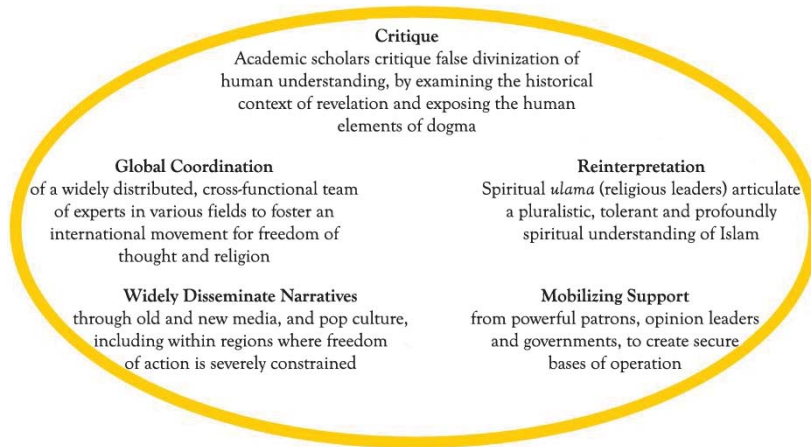 Critique
Academic scholars critique false divinization of
human understanding, by examining the historical
context of revelation and exposing the human
elements of dogma
Global Coordination
of a widely distributed, cross-functional team
of experts in various fields to foster an
international movement for freedom of
thought and religion
Reinterpretation
Spiritual ulama (religious leaders) articulate
a pluralistic, tolerant and profoundly
spiritual understanding of Islam
Widely Disseminate Narratives
through old and new media, and pop culture,
including within regions where freedom
of action is severely constrained
Mobilizing Support
from powerful patrons, opinion leaders
and governments, to create secure
bases of operation